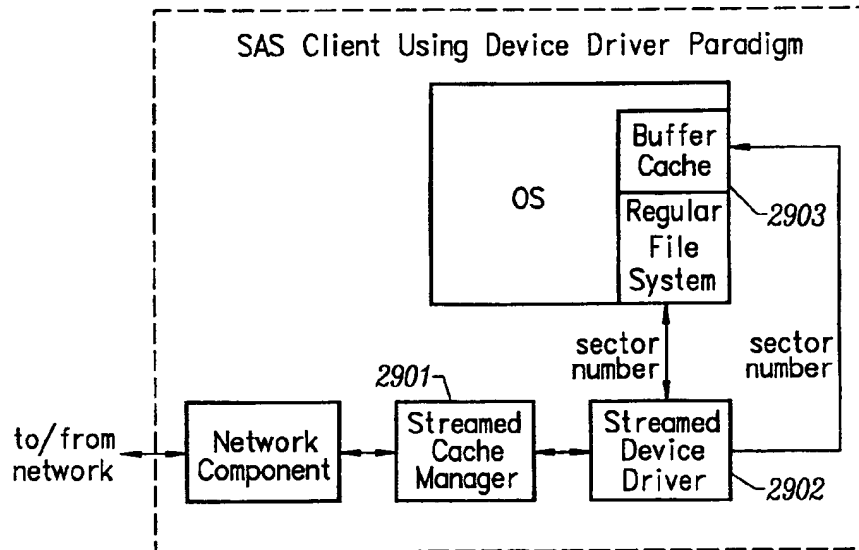 SAS Client Using Device Driver Paradigm
Buffer
Cache
OS
2903
Regular
File
System
sector
number
sector
number
2901
to/from
network
Network
Component
Streamed
Cache
Manager
Streamed
Device
Driver
2902